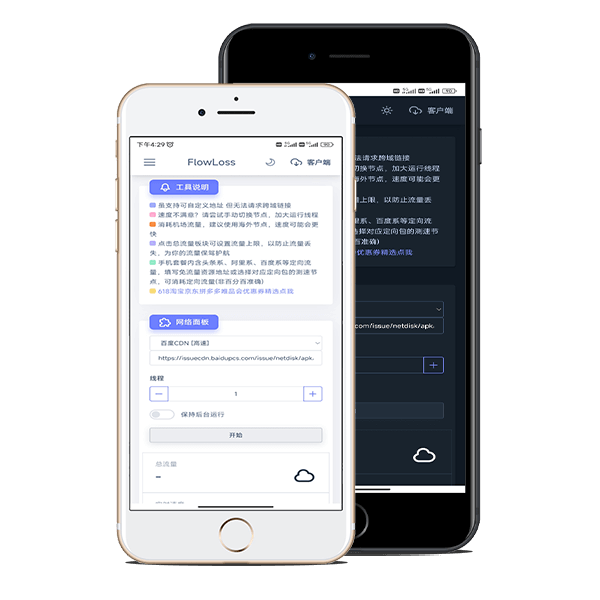 下午4:29
FlowLoss
客户端
工具说明
虽支持可自定义地址 但无法请求跨域链接
速度不满意？请尝试手动切换节点，加大运行线程
消耗机场流量，建议使用海外节点，速度可能会更
快
点击总流量板块可设置流量上限，以防止流量丢
失，为你的流量保驾护航
手机套餐内含头条系、阿里系、百度系等定向流
量，填写免流量资源地址或选择对应定向包的测速节
点，可消耗定向流量(非百分百准确)
618淘宝京东拼多多唯品会优惠券精选点我
网络面板
百度CDN [高速]
https://issuecdn.baidupcs.com/issue/netdisk/apk.
线程
1
保持后台运行
开始
总流量
–
客户端
法请求跨域链接
切换节点，加大运行线程
海外节点，速度可能会更
量上限，以防止流量丢
系、阿里系、百度系等定向流
选择对应定向包的测速节
百准确)
优惠券精选点我
com/issue/netdisk/apk.